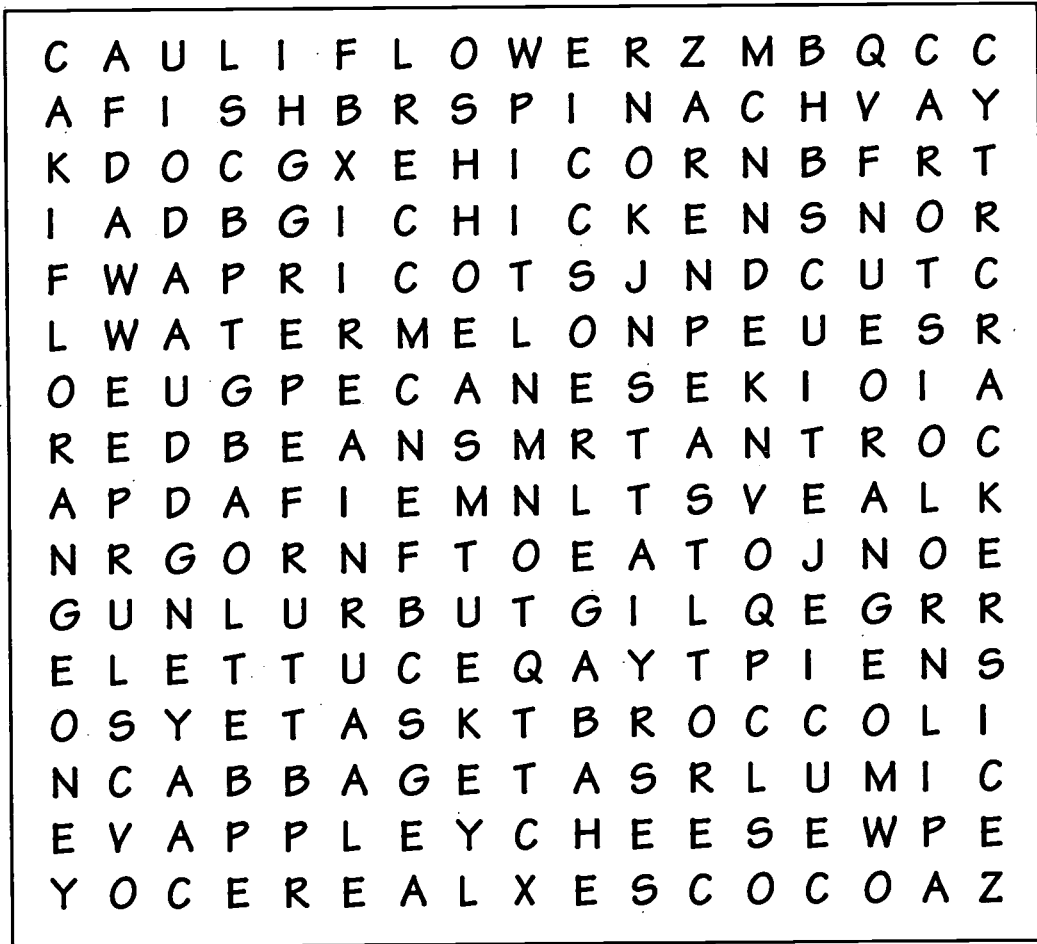 C A U L I F L O W E R Z M B Q C C
A F I S H B R S P I N A C H V A Y
K D O C G X E H I C O R N B F R T
I A D B G I C H I C K E N S N O R
F W A P R I C O T S J N D C U T C
L W A T E R M E L O N P E U E S R
O E U G P E C A N E S E K I O I A
R E D B E A N S M R T A N T R O C
A P D A F I E M N L T S V E A L K
N R G O R N F T O E A T O J N O E
G U N L U R B U T G I L Q E G R R
E L E T T U C E Q A Y T P I E N S
O S Y E T A S K T B R O C C O L I
N C A B B A G E T A S R L U M I C
E V A P P L E Y C H E E S E W P E
Y O C E R E A L X E S C O C O A Z